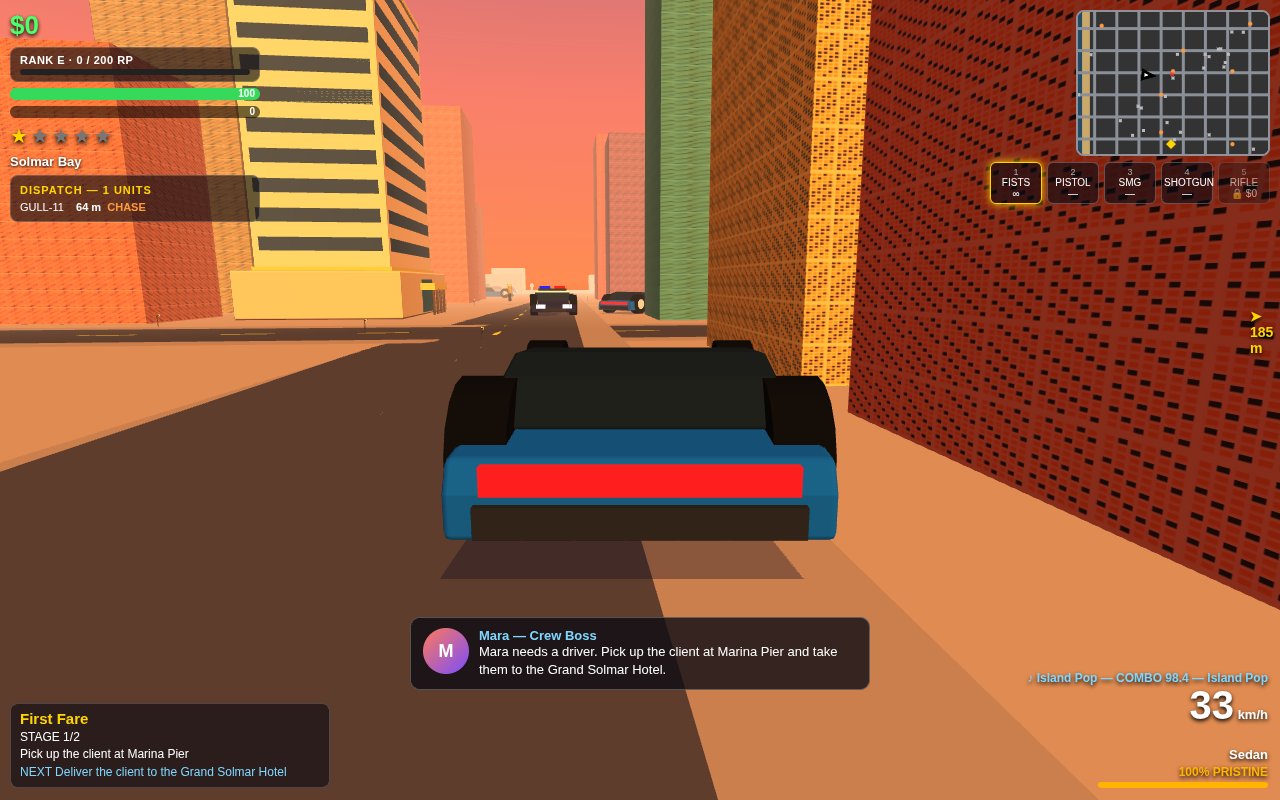 $0
RANK E · 0 / 200 RP
100
0
Solmar Bay
DISPATCH — 1 UNITS
GULL-11 64 m CHASE
1 FISTS ∞
2 PISTOL —
3 SMG —
4 SHOTGUN —
5 RIFLE 🔒 $0
185
m
Mara — Crew Boss
M
Mara needs a driver. Pick up the client at Marina Pier and take
them to the Grand Solmar Hotel.
First Fare
STAGE 1/2
Pick up the client at Marina Pier
NEXT Deliver the client to the Grand Solmar Hotel
♪ Island Pop — COMBO 98.4 — Island Pop
33 km/h
Sedan
100% PRISTINE